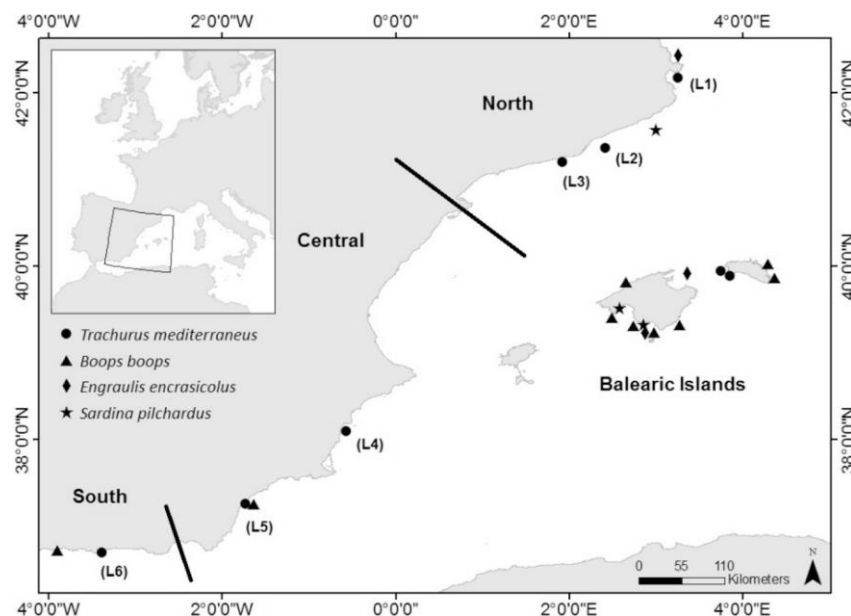 4°0'0"W 2°0'0"W 0°0'0" 2°0'0"E 4°0'0"E
42°0'0"N 42°0'0"N
North
(L1)
(L2)
(L3)
Central
40°0'0"N 40°0'0"N
Trachurus mediterraneus
Boops boops
Engraulis encrasicolus
Sardina pilchardus
Balearic Islands
38°0'0"N 38°0'0"N
(L4)
South
(L5)
(L6)
N
0 55 110
Kilometers
4°0'0"W 2°0'0"W 0°0'0" 2°0'0"E 4°0'0"E